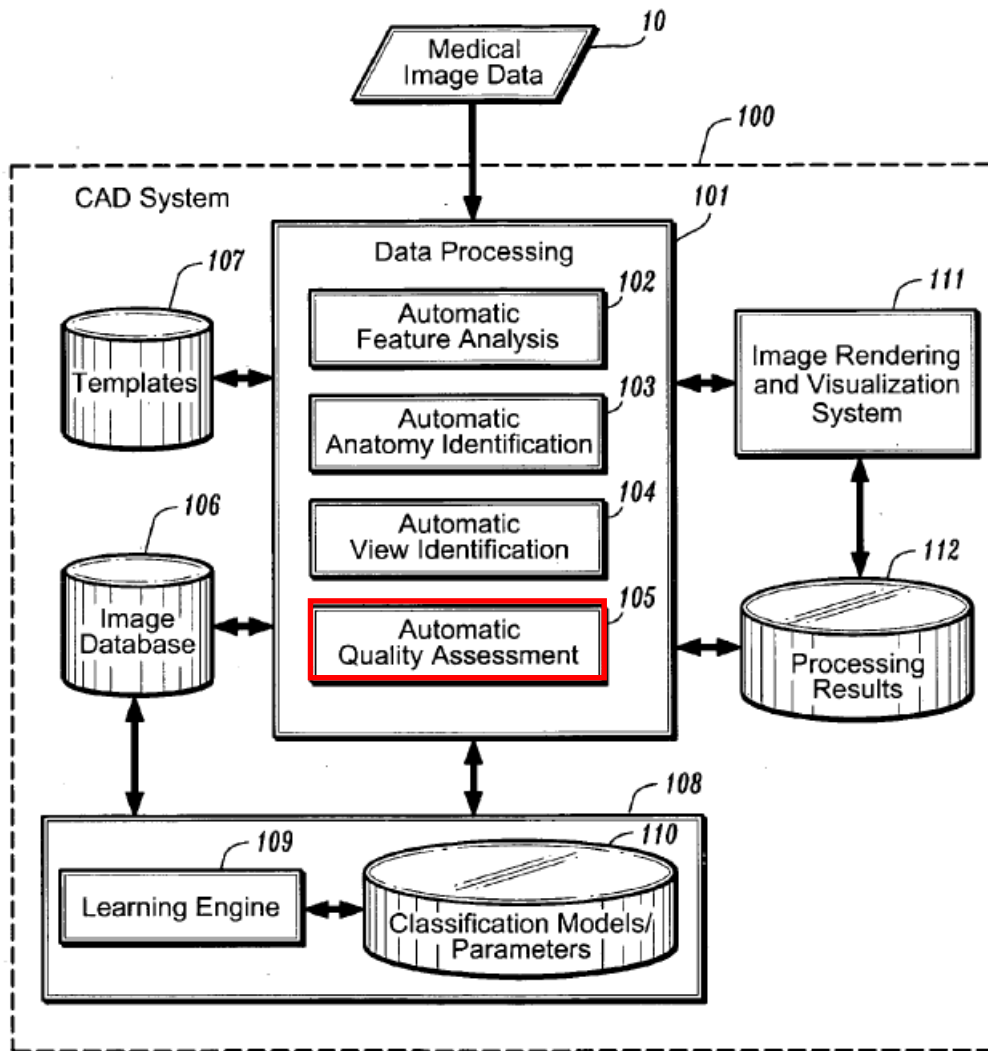 10
Medical
Image Data
100
CAD System
101
Data Processing
107
102
Automatic
Feature Analysis
111
Templates
Image Rendering
and Visualization
System
103
Automatic
Anatomy Identification
106
104
Automatic
View Identification
112
Image
Database
105
Automatic
Quality Assessment
Processing
Results
108
109
110
Learning Engine
Classification Models/
Parameters